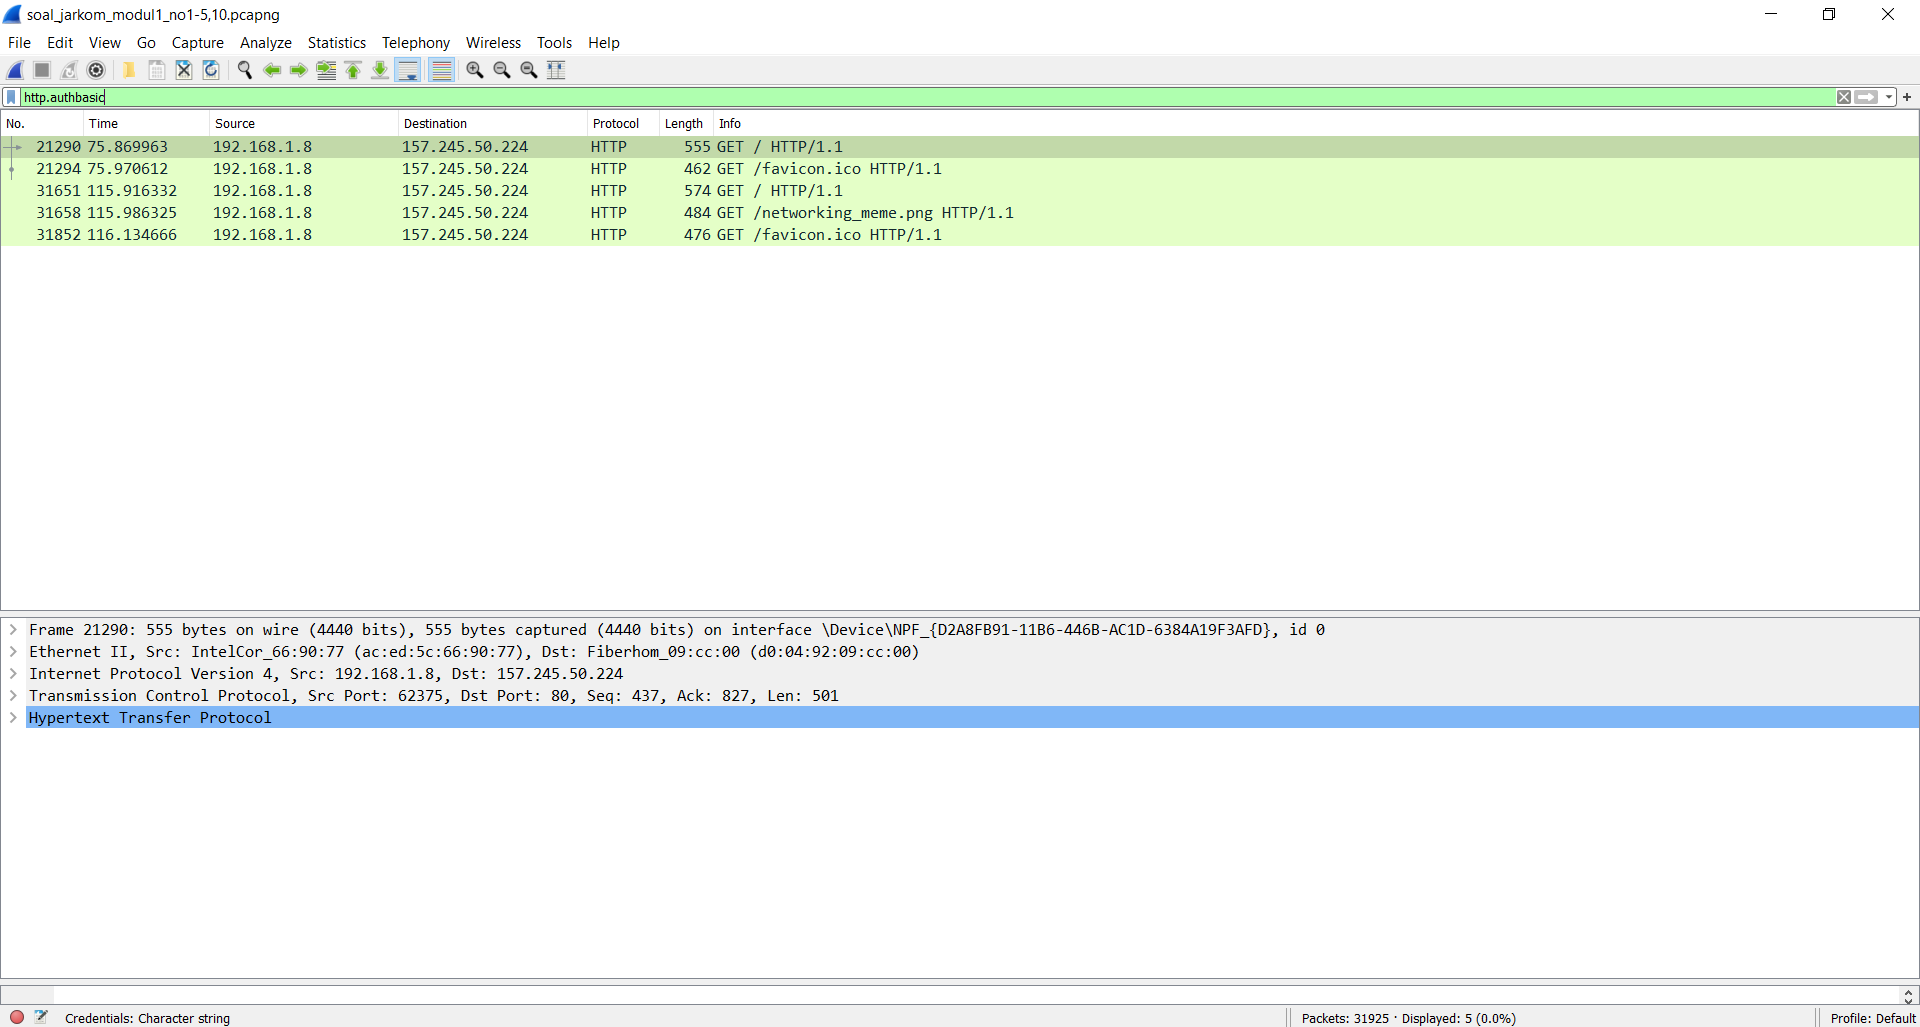 soal_jarkom_modul1_no1-5,10.pcapng
File Edit View Go Capture Analyze Statistics Telephony Wireless Tools Help
http.authbasic
No. Time Source Destination Protocol Length Info
21290 75.869963 192.168.1.8 157.245.50.224 HTTP 555 GET / HTTP/1.1
21294 75.970612 192.168.1.8 157.245.50.224 HTTP 462 GET /favicon.ico HTTP/1.1
31651 115.916332 192.168.1.8 157.245.50.224 HTTP 574 GET / HTTP/1.1
31658 115.986325 192.168.1.8 157.245.50.224 HTTP 484 GET /networking_meme.png HTTP/1.1
31852 116.134666 192.168.1.8 157.245.50.224 HTTP 476 GET /favicon.ico HTTP/1.1
Frame 21290: 555 bytes on wire (4440 bits), 555 bytes captured (4440 bits) on interface \Device\NPF_{D2A8FB91-11B6-446B-AC1D-6384A19F3AFD}, id 0
Ethernet II, Src: IntelCor_66:90:77 (ac:ed:5c:66:90:77), Dst: Fiberhom_09:cc:00 (d0:04:92:09:cc:00)
Internet Protocol Version 4, Src: 192.168.1.8, Dst: 157.245.50.224
Transmission Control Protocol, Src Port: 62375, Dst Port: 80, Seq: 437, Ack: 827, Len: 501
Hypertext Transfer Protocol
Credentials: Character string Packets: 31925 · Displayed: 5 (0.0%) Profile: Default